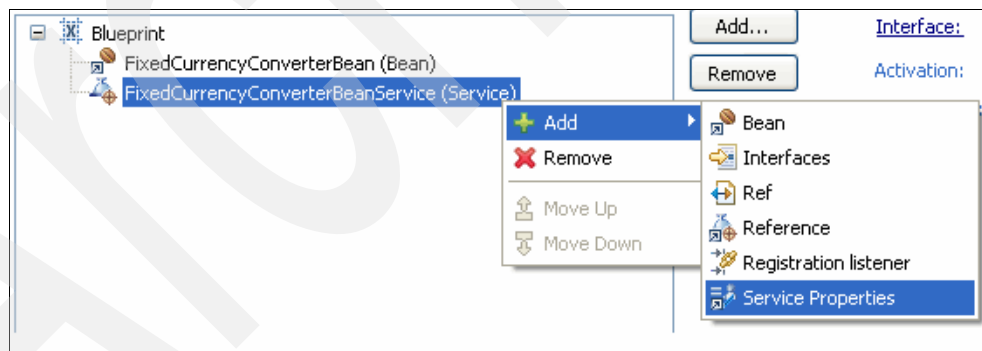 Blueprint
FixedCurrencyConverterBean (Bean)
FixedCurrencyConverterBeanService (Service)
Add...
Interface:
Remove
Activation:
Add
Remove
Move Up
Move Down
Bean
Interfaces
Ref
Reference
Registration listener
Service Properties